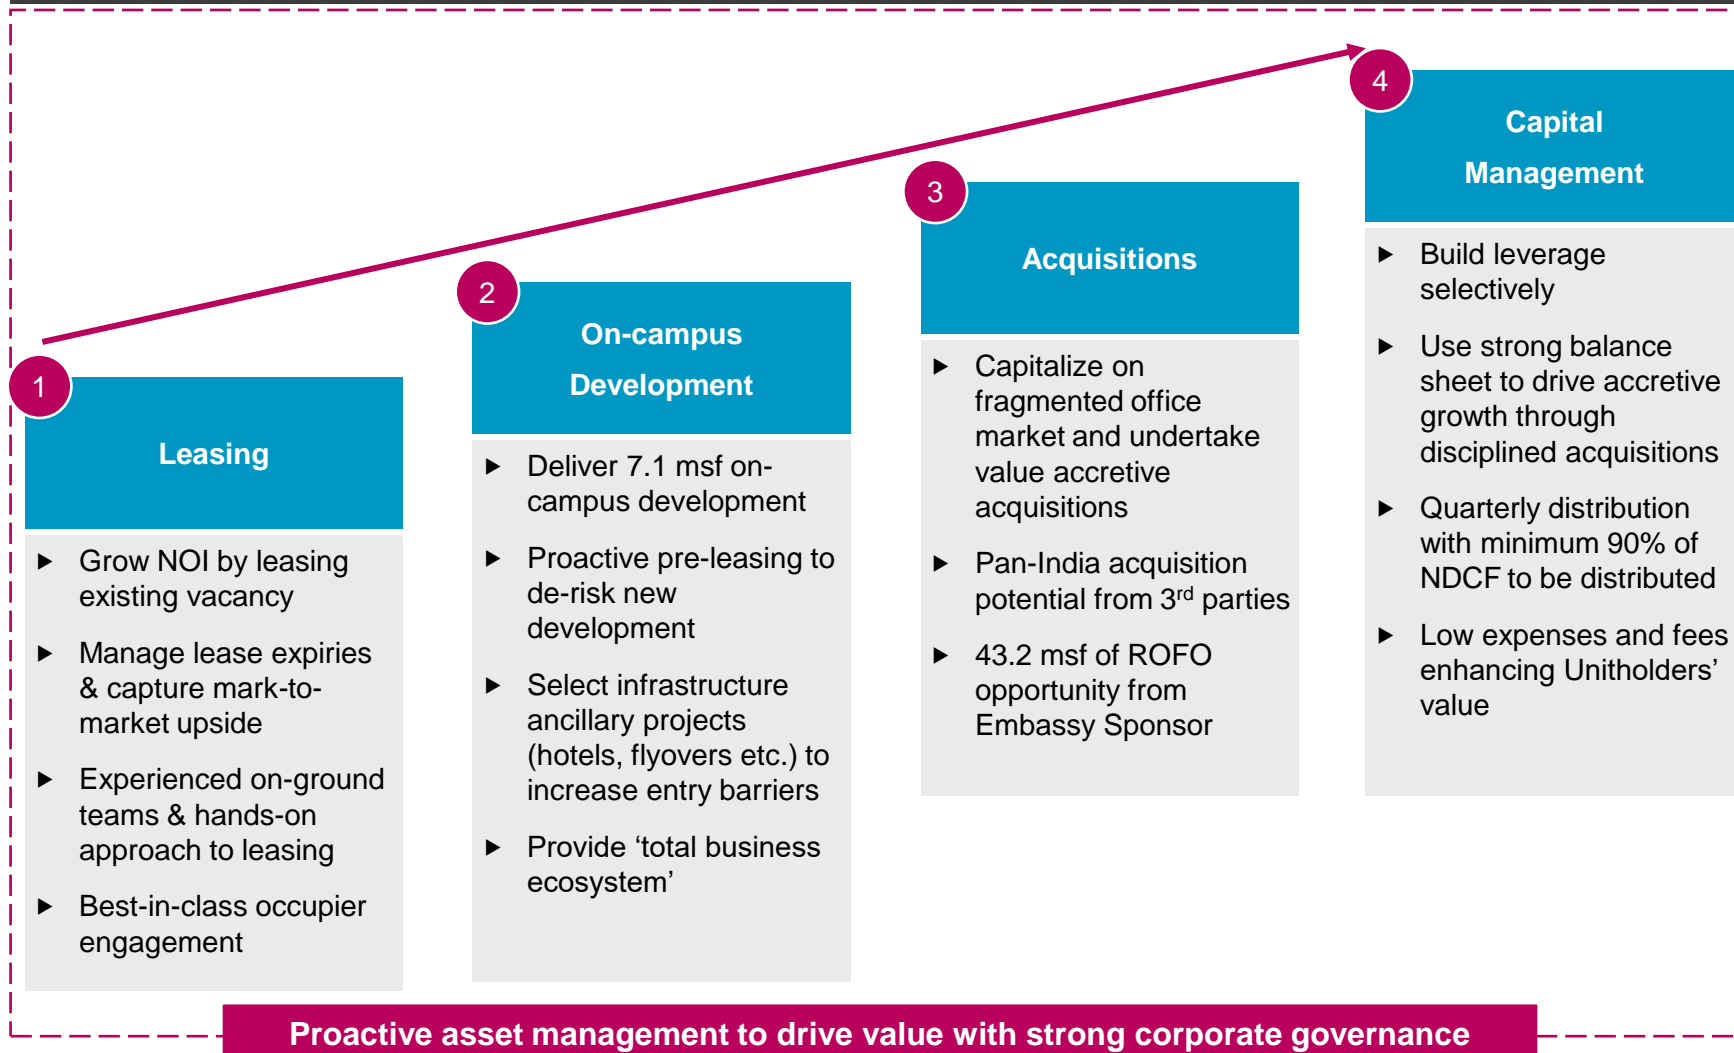 1
Leasing
▶ Grow NOI by leasing
existing vacancy
▶ Manage lease expiries
& capture mark-to-
market upside
▶ Experienced on-ground
teams & hands-on
approach to leasing
▶ Best-in-class occupier
engagement
2
On-campus
Development
▶ Deliver 7.1 msf on-
campus development
▶ Proactive pre-leasing to
de-risk new
development
▶ Select infrastructure
ancillary projects
(hotels, flyovers etc.) to
increase entry barriers
▶ Provide ‘total business
ecosystem’
3
Acquisitions
▶ Capitalize on
fragmented office
market and undertake
value accretive
acquisitions
▶ Pan-India acquisition
potential from 3rd parties
▶ 43.2 msf of ROFO
opportunity from
Embassy Sponsor
4
Capital
Management
▶ Build leverage
selectively
▶ Use strong balance
sheet to drive accretive
growth through
disciplined acquisitions
▶ Quarterly distribution
with minimum 90% of
NDCF to be distributed
▶ Low expenses and fees
enhancing Unitholders’
value
Proactive asset management to drive value with strong corporate governance